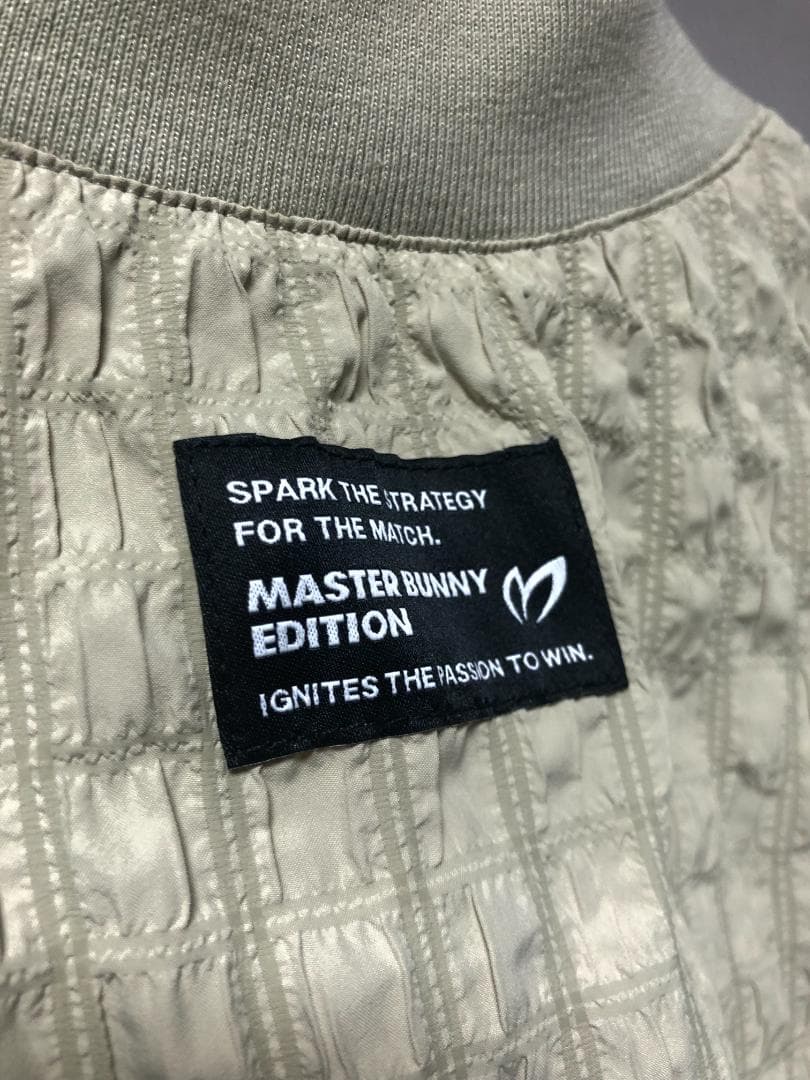 SPARK THE STRATEGY
FOR THE MATCH.
MASTER BUNNY
EDITION
IGNITES THE PASSION TO WIN.